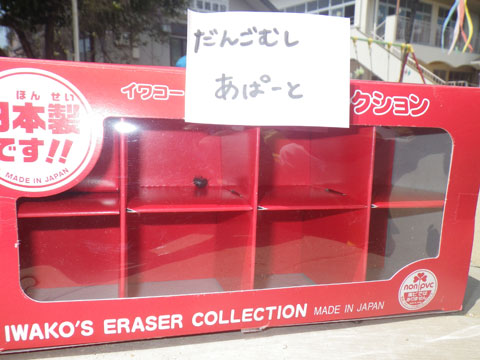 だんごむし
あぱーと
ほんせい
日本製
です!!
MADE IN JAPAN
イワコー
クション
non PVC
IWAKO'S ERASER COLLECTION MADE IN JAPAN